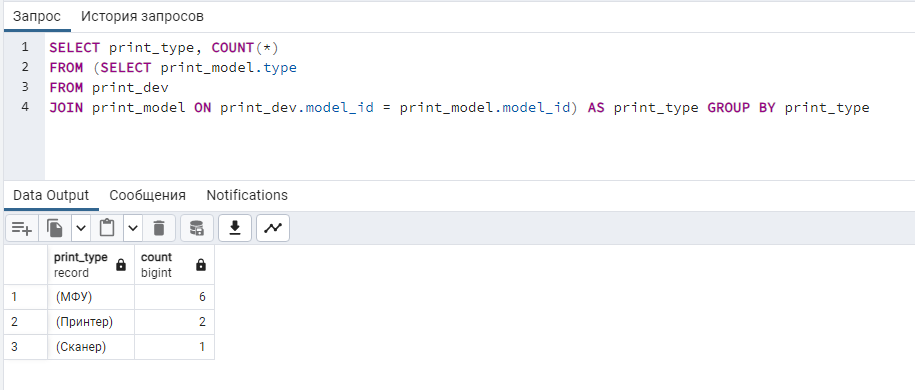 Запрос История запросов
1 SELECT print_type, COUNT(*)
2 FROM (SELECT print_model.type
3 FROM print_dev
4 JOIN print_model ON print_dev.model_id = print_model.model_id) AS print_type GROUP BY print_type
Data Output Сообщения Notifications
print_type count
record bigint
1 (МФУ) 6
2 (Принтер) 2
3 (Сканер) 1